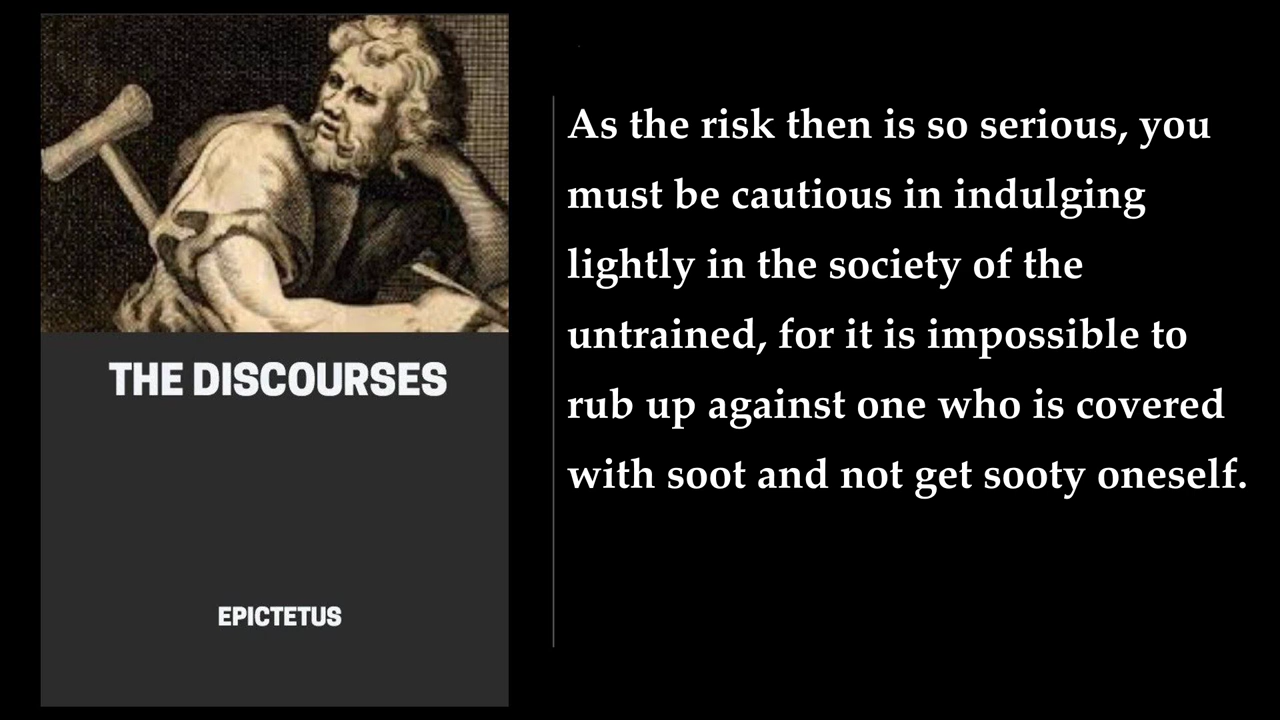 THE DISCOURSES
EPICTETUS
As the risk then is so serious, you
must be cautious in indulging
lightly in the society of the
untrained, for it is impossible to
rub up against one who is covered
with soot and not get sooty oneself.